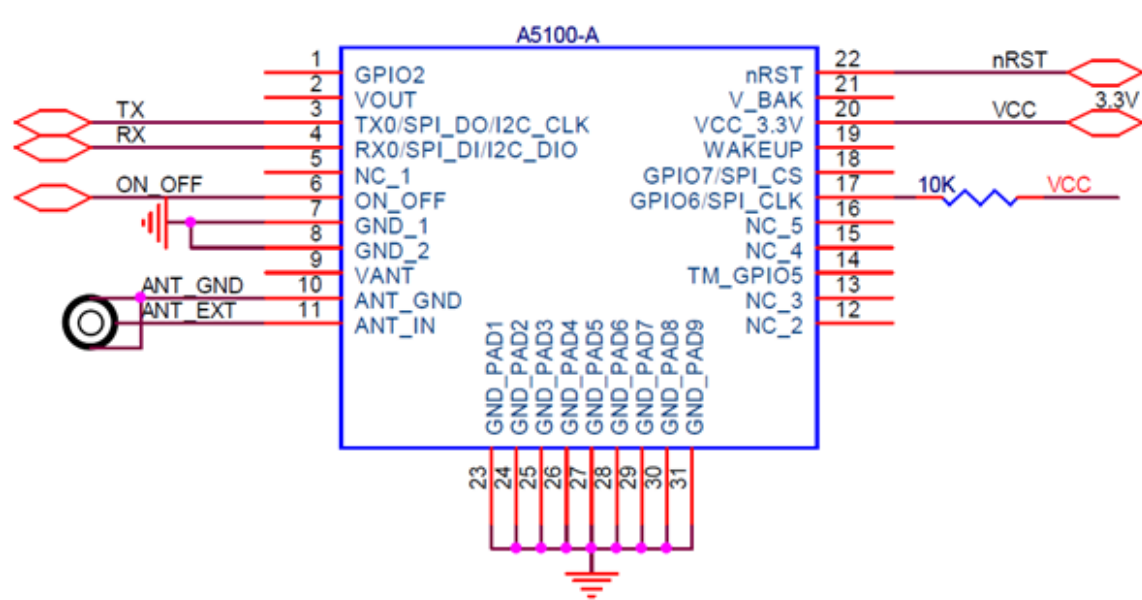 A5100-A
1 GPIO2
2 VOUT
TX 3 TX0/SPI_DO/I2C_CLK
RX 4 RX0/SPI_DI/I2C_DIO
5 NC_1
ON_OFF 6 ON_OFF
7 GND_1
8 GND_2
9 VANT
ANT_GND 10 ANT_GND
ANT_EXT 11 ANT_IN
nRST 22 nRST
V_BAK 21
VCC_3.3V 20 VCC 3.3V
WAKEUP 19
GPIO7/SPI_CS 18
GPIO6/SPI_CLK 17 10K VCC
NC_5 16
NC_4 15
TM_GPIO5 14
NC_3 13
NC_2 12
GND_PAD1 23
GND_PAD2 24
GND_PAD3 25
GND_PAD4 26
GND_PAD5 27
GND_PAD6 28
GND_PAD7 29
GND_PAD8 30
GND_PAD9 31